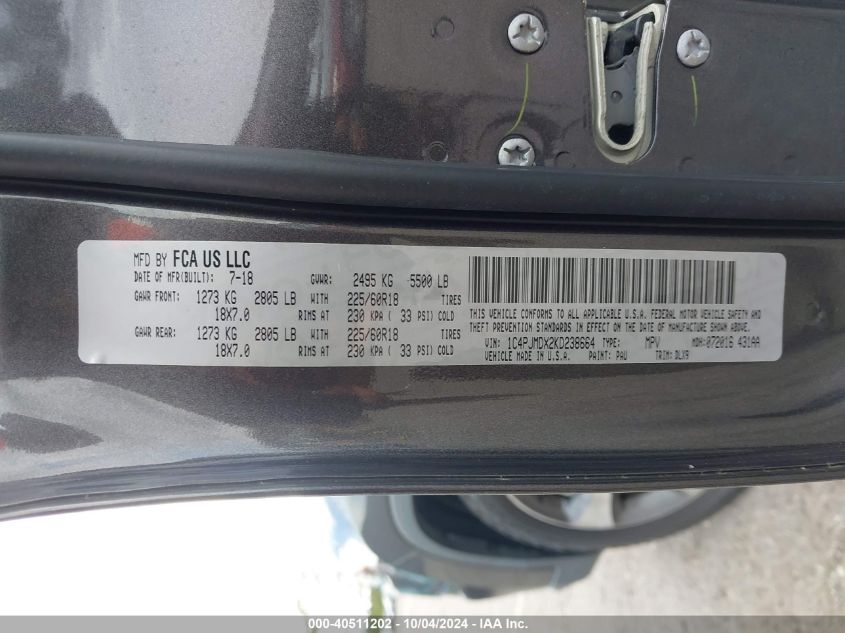 MFD BY FCA US LLC
DATE OF MFR(BUILT): 7-18 GVWR: 2495 KG 5500 LB
GAWR FRONT: 1273 KG 2805 LB WITH 225/60R18 TIRES
18X7.0 RIMS AT 230 KPA ( 33 PSI) COLD
GAWR REAR: 1273 KG 2805 LB WITH 225/60R18 TIRES
18X7.0 RIMS AT 230 KPA ( 33 PSI) COLD
THIS VEHICLE CONFORMS TO ALL APPLICABLE U.S.A. FEDERAL MOTOR VEHICLE SAFETY AND
THEFT PREVENTION STANDARDS IN EFFECT ON THE DATE OF MANUFACTURE SHOWN ABOVE.
VIN: 1C4PJMDX2KD238664 TYPE: MPV MDH:072016 431AA
VEHICLE MADE IN U.S.A. PAINT: PAU TRIM: DLX9
000-40511202 - 10/04/2024 - IAA Inc.